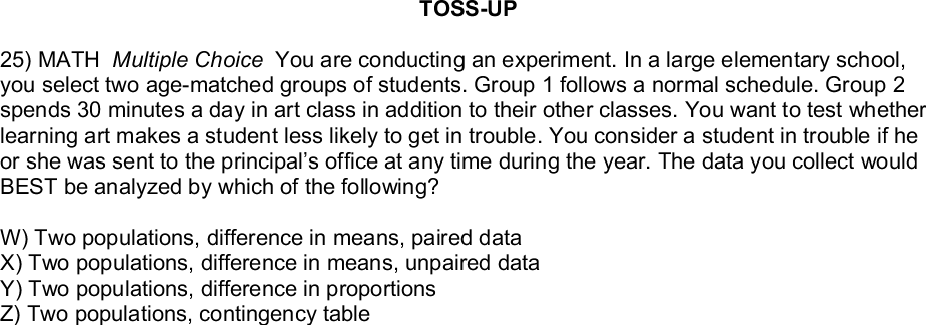 TOSS-UP
25) MATH Multiple Choice You are conducting an experiment. In a large elementary school,
you select two age-matched groups of students. Group 1 follows a normal schedule. Group 2
spends 30 minutes a day in art class in addition to their other classes. You want to test whether
learning art makes a student less likely to get in trouble. You consider a student in trouble if he
or she was sent to the principal's office at any time during the year. The data you collect would
BEST be analyzed by which of the following?
W) Two populations, difference in means, paired data
X) Two populations, difference in means, unpaired data
Y) Two populations, difference in proportions
Z) Two populations, contingency table